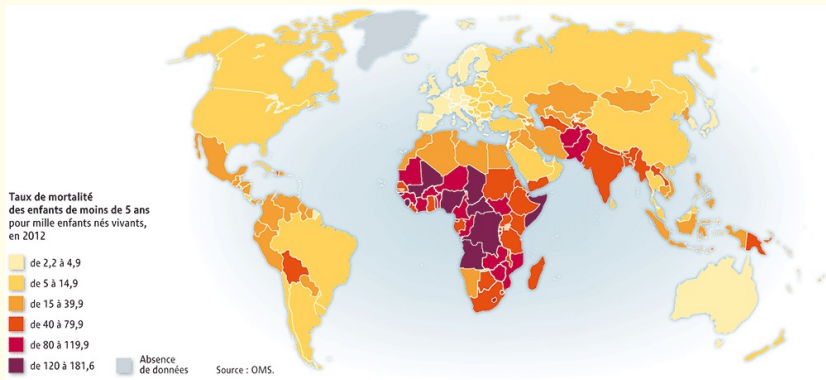 Taux de mortalité
des enfants de moins de 5 ans
pour mille enfants nés vivants,
en 2012
de 2,2 à 4,9
de 5 à 14,9
de 15 à 39,9
de 40 à 79,9
de 80 à 119,9
de 120 à 181,6
Absence
de données
Source : OMS.